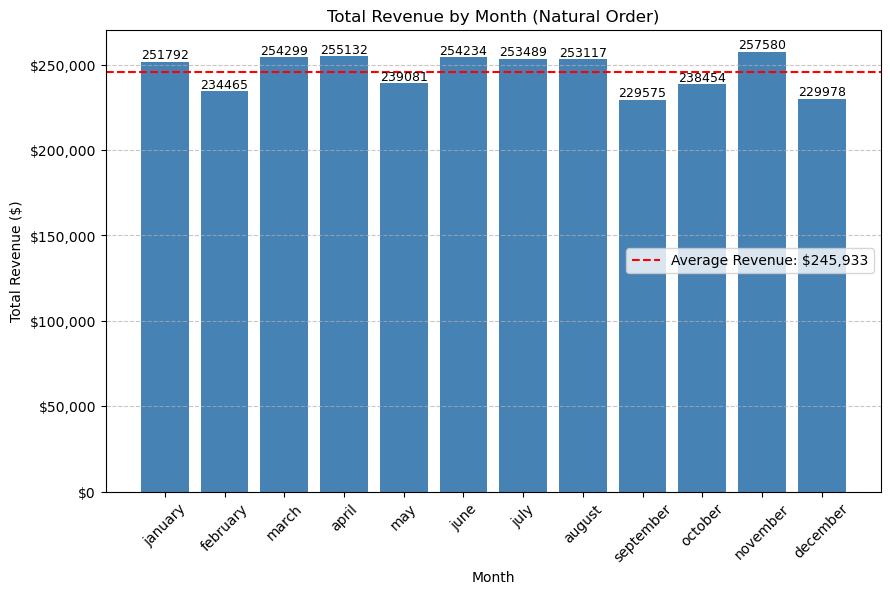 Total Revenue by Month (Natural Order)
Total Revenue ($)
$250,000
$200,000
$150,000
$100,000
$50,000
$0
251792
234465
254299
255132
239081
254234
253489
253117
229575
238454
257580
229978
Average Revenue: $245,933
january
february
march
april
may
june
july
august
september
october
november
december
Month